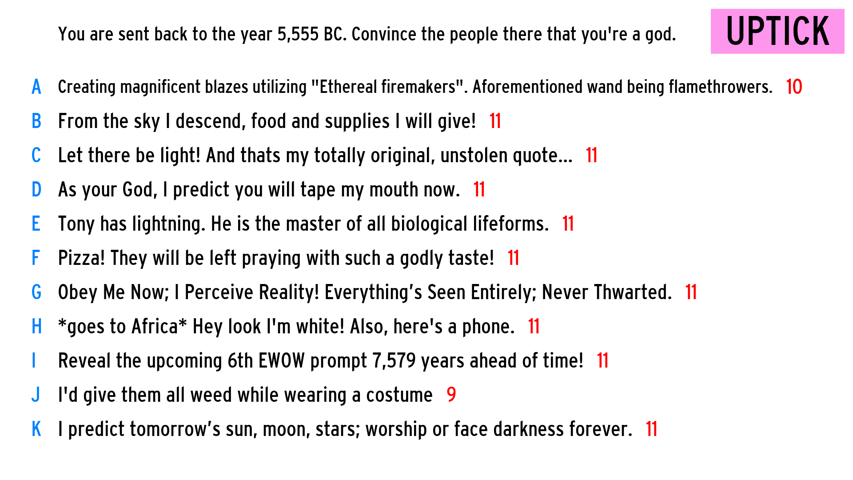 You are sent back to the year 5,555 BC. Convince the people there that you're a god.
UPTICK
A Creating magnificent blazes utilizing "Ethereal firemakers". Aforementioned wand being flamethrowers. 10
B From the sky I descend, food and supplies I will give! 11
C Let there be light! And thats my totally original, unstolen quote... 11
D As your God, I predict you will tape my mouth now. 11
E Tony has lightning. He is the master of all biological lifeforms. 11
F Pizza! They will be left praying with such a godly taste! 11
G Obey Me Now; I Perceive Reality! Everything’s Seen Entirely; Never Thwarted. 11
H *goes to Africa* Hey look I'm white! Also, here's a phone. 11
I Reveal the upcoming 6th EWOW prompt 7,579 years ahead of time! 11
J I'd give them all weed while wearing a costume 9
K I predict tomorrow’s sun, moon, stars; worship or face darkness forever. 11